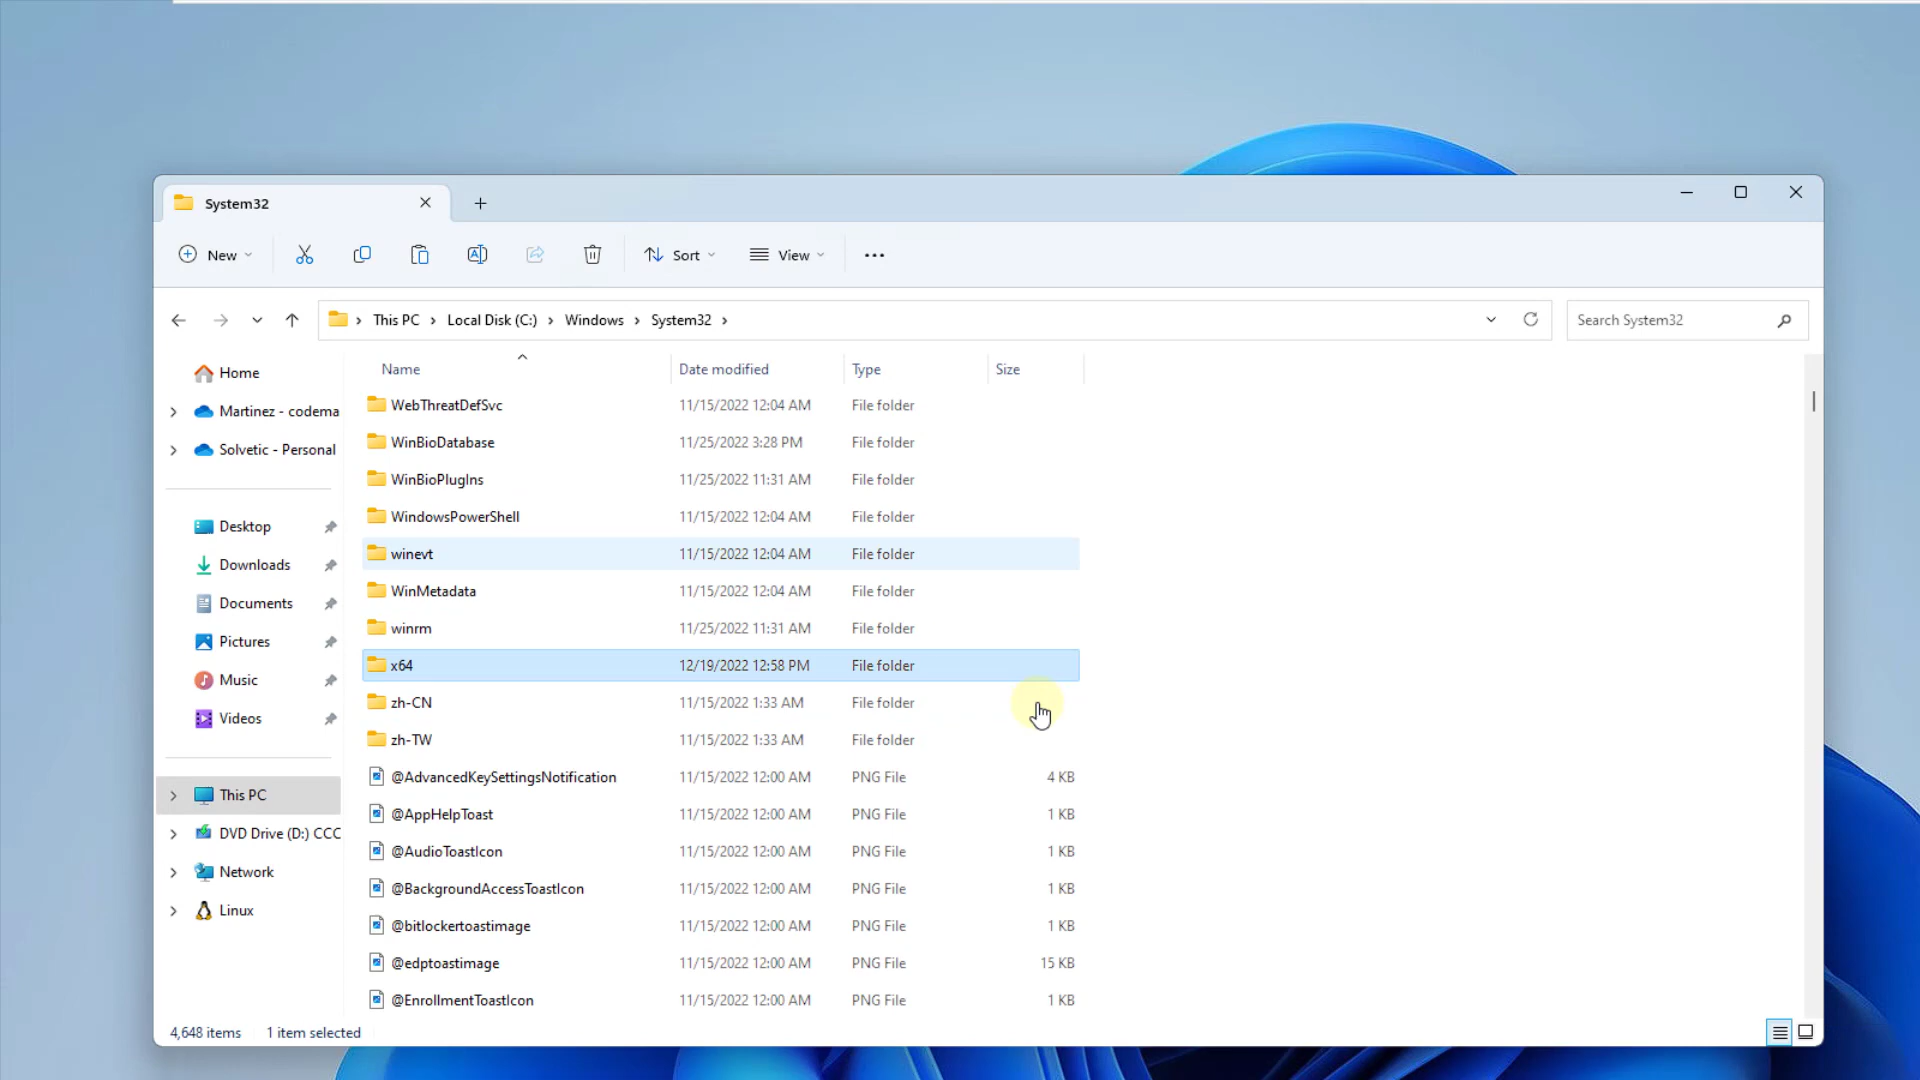 System32
New
Sort
View
This PC > Local Disk (C:) > Windows > System32 >
Search System32
Home
Martinez - codema
Solvetic - Personal
Desktop
Downloads
Documents
Pictures
Music
Videos
This PC
DVD Drive (D:) CCC
Network
Linux
Name Date modified Type Size
WebThreatDefSvc 11/15/2022 12:04 AM File folder
WinBioDatabase 11/25/2022 3:28 PM File folder
WinBioPlugIns 11/25/2022 11:31 AM File folder
WindowsPowerShell 11/15/2022 12:04 AM File folder
winevt 11/15/2022 12:04 AM File folder
WinMetadata 11/15/2022 12:04 AM File folder
winrm 11/25/2022 11:31 AM File folder
x64 12/19/2022 12:58 PM File folder
zh-CN 11/15/2022 1:33 AM File folder
zh-TW 11/15/2022 1:33 AM File folder
@AdvancedKeySettingsNotification 11/15/2022 12:00 AM PNG File 4 KB
@AppHelpToast 11/15/2022 12:00 AM PNG File 1 KB
@AudioToastIcon 11/15/2022 12:00 AM PNG File 1 KB
@BackgroundAccessToastIcon 11/15/2022 12:00 AM PNG File 1 KB
@bitlockertoastimage 11/15/2022 12:00 AM PNG File 1 KB
@edptoastimage 11/15/2022 12:00 AM PNG File 15 KB
@EnrollmentToastIcon 11/15/2022 12:00 AM PNG File 1 KB
4,648 items 1 item selected